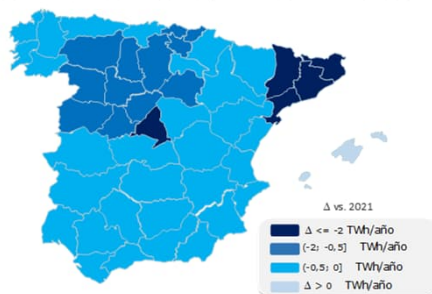 Δ vs. 2021
Δ <= -2 TWh/año
(-2; -0,5] TWh/año
(-0,5; 0] TWh/año
Δ > 0 TWh/año